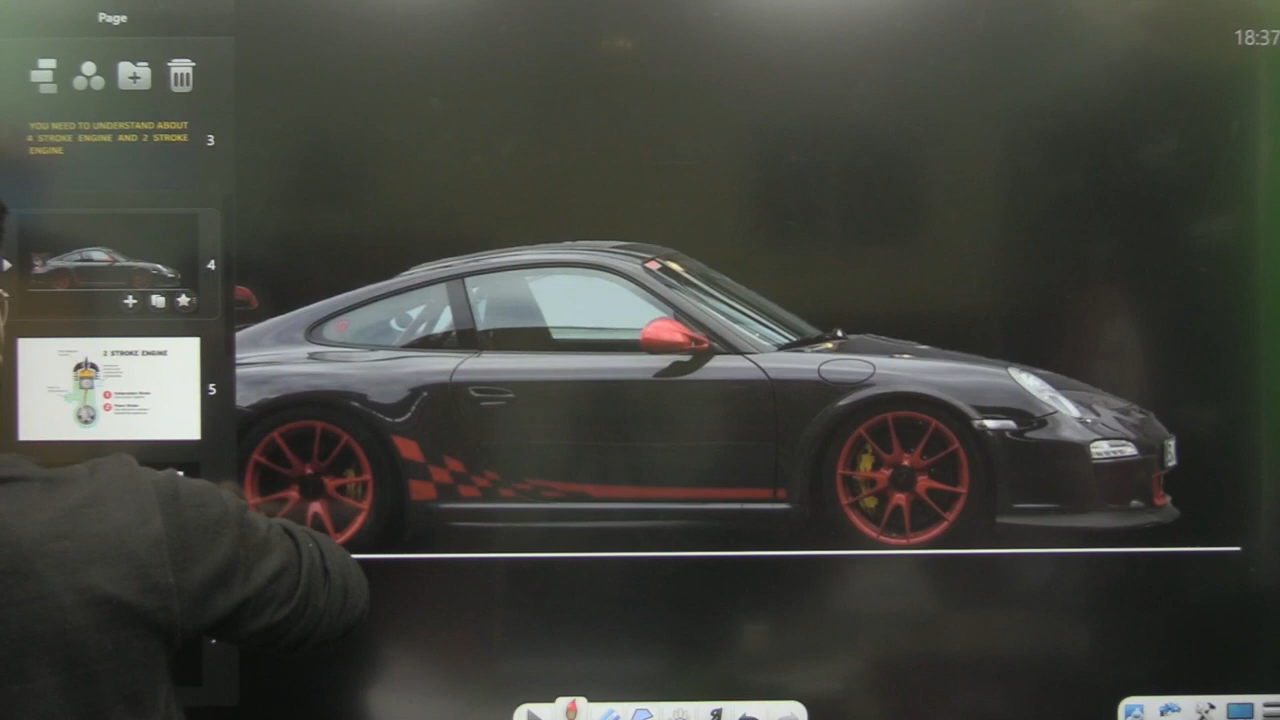 Page
18:37
YOU NEED TO UNDERSTAND ABOUT
4 STROKE ENGINE AND 2 STROKE
ENGINE
3
4
2 STROKE ENGINE
5